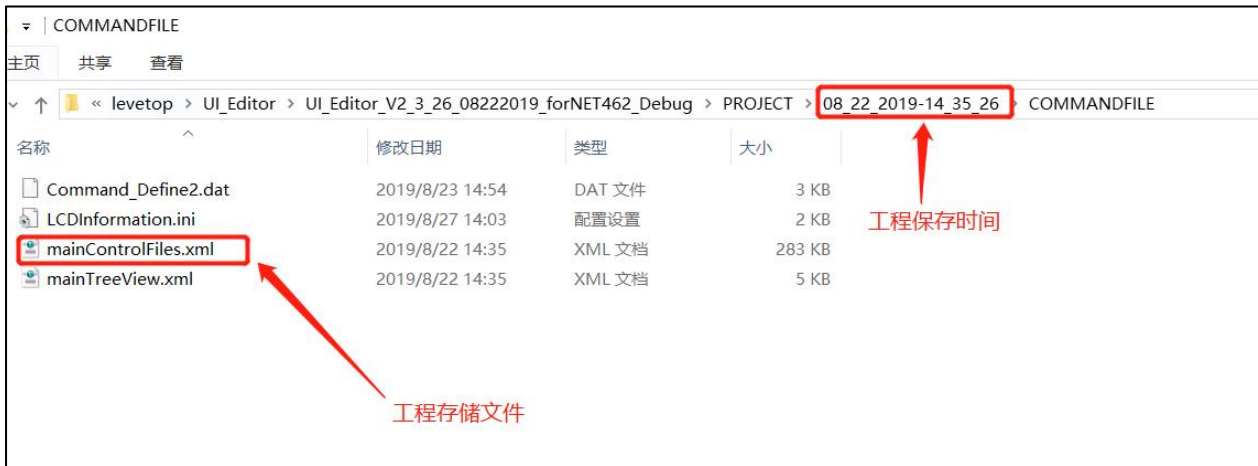 COMMANDFILE
主页 共享 查看
« levetop > UI_Editor > UI_Editor_V2_3_26_08222019_forNET462_Debug > PROJECT > 08_22_2019-14_35_26 > COMMANDFILE
名称 修改日期 类型 大小
Command_Define2.dat 2019/8/23 14:54 DAT 文件 3 KB
LCDInformation.ini 2019/8/27 14:03 配置设置 2 KB
工程保存时间
mainControlFiles.xml 2019/8/22 14:35 XML 文档 283 KB
mainTreeView.xml 2019/8/22 14:35 XML 文档 5 KB
工程存储文件